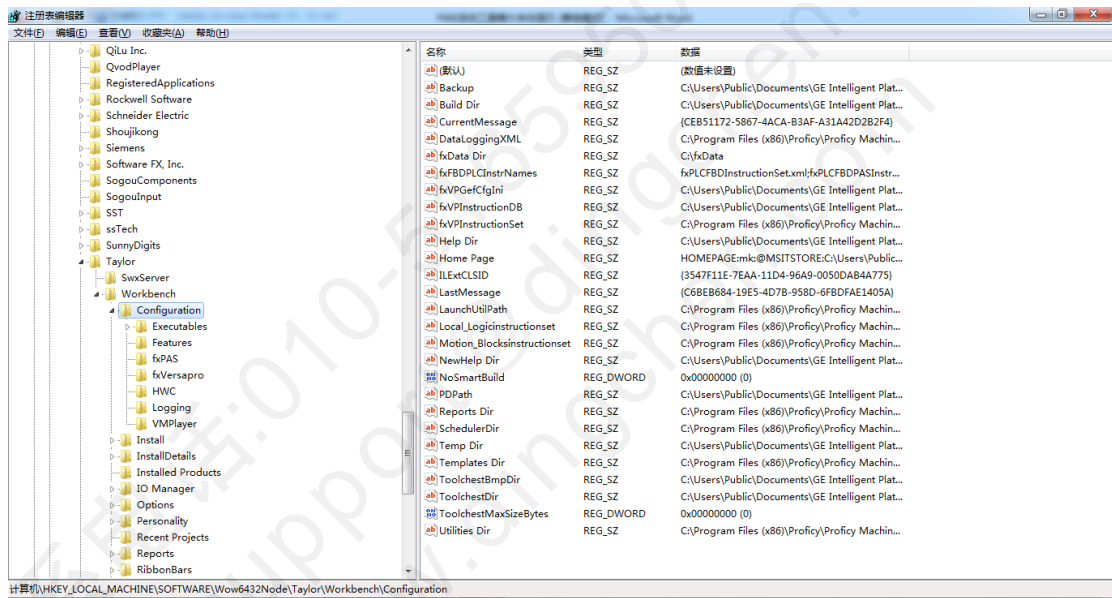 注册表编辑器
文件(F) 编辑(E) 查看(V) 收藏夹(A) 帮助(H)
QiLu Inc.
QvodPlayer
RegisteredApplications
Rockwell Software
Schneider Electric
Shoujikong
Siemens
Software FX, Inc.
SogouComponents
SogouInput
SST
ssTech
SunnyDigits
Taylor
SwxServer
Workbench
Configuration
Executables
Features
fxPAS
fxVersapro
HWC
Logging
VMPlayer
Install
InstallDetails
Installed Products
IO Manager
Options
Personality
Recent Projects
Reports
RibbonBars
名称 类型 数据
(默认) REG_SZ (数值未设置)
Backup REG_SZ C:\Users\Public\Documents\GE Intelligent Plat...
Build Dir REG_SZ C:\Users\Public\Documents\GE Intelligent Plat...
CurrentMessage REG_SZ {CEB51172-5867-4ACA-B3AF-A31A42D2B2F4}
DataLoggingXML REG_SZ C:\Program Files (x86)\Proficy\Proficy Machin...
fxData Dir REG_SZ C:\fxData
fxFBDPLCInstrNames REG_SZ fxPLCFBDInstructionSet.xml;fxPLCFBDPASInstr...
fxVPGefCfgIni REG_SZ C:\Users\Public\Documents\GE Intelligent Plat...
fxVPInstructionDB REG_SZ C:\Users\Public\Documents\GE Intelligent Plat...
fxVPInstructionSet REG_SZ C:\Program Files (x86)\Proficy\Proficy Machin...
Help Dir REG_SZ C:\Users\Public\Documents\GE Intelligent Plat...
Home Page REG_SZ HOMEPAGE:mk:@MSITSTORE:C:\Users\Public...
ILExtCLSID REG_SZ {3547F11E-7EAA-11D4-96A9-0050DAB4A775}
LastMessage REG_SZ {C6BEB684-19E5-4D7B-958D-6FBDFAE1405A}
LaunchUtilPath REG_SZ C:\Program Files (x86)\Proficy\Proficy Machin...
Local_Logicinstructionset REG_SZ C:\Program Files (x86)\Proficy\Proficy Machin...
Motion_Blocksinstructionset REG_SZ C:\Program Files (x86)\Proficy\Proficy Machin...
NewHelp Dir REG_SZ C:\Users\Public\Documents\GE Intelligent Plat...
NoSmartBuild REG_DWORD 0x00000000 (0)
PDPath REG_SZ C:\Users\Public\Documents\GE Intelligent Plat...
Reports Dir REG_SZ C:\Program Files (x86)\Proficy\Proficy Machin...
SchedulerDir REG_SZ C:\Program Files (x86)\Proficy\Proficy Machin...
Temp Dir REG_SZ C:\Users\Public\Documents\GE Intelligent Plat...
Templates Dir REG_SZ C:\Program Files (x86)\Proficy\Proficy Machin...
ToolchestBmpDir REG_SZ C:\Users\Public\Documents\GE Intelligent Plat...
ToolchestDir REG_SZ C:\Users\Public\Documents\GE Intelligent Plat...
ToolchestMaxSizeBytes REG_DWORD 0x00000000 (0)
Utilities Dir REG_SZ C:\Program Files (x86)\Proficy\Proficy Machin...
计算机\HKEY_LOCAL_MACHINE\SOFTWARE\Wow6432Node\Taylor\Workbench\Configuration